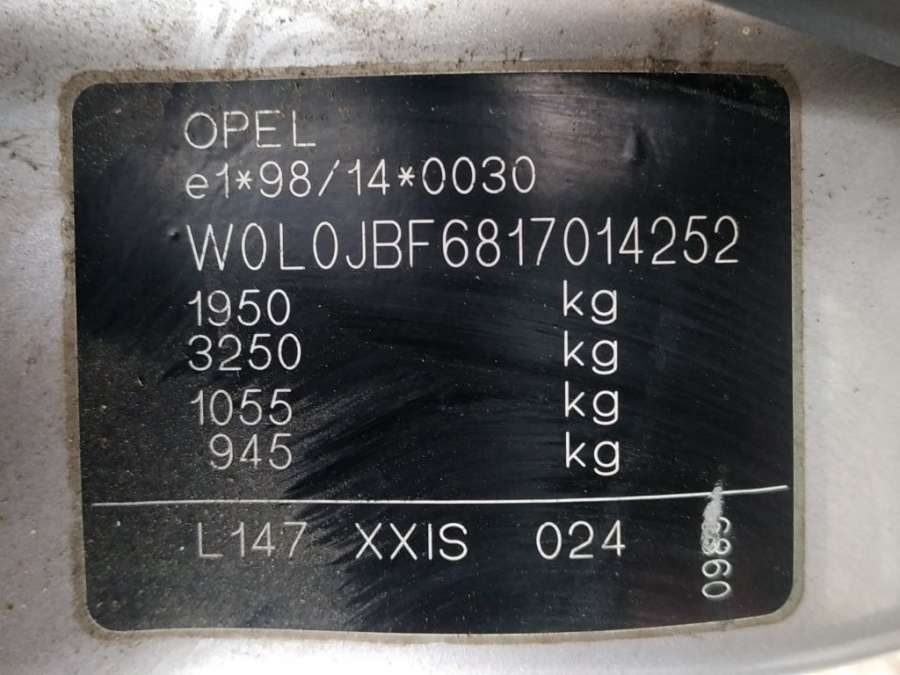 OPEL
e1*98/14*0030
W0L0JBF6817014252
1950 kg
3250 kg
1055 kg
945 kg
L147 XXIS 024